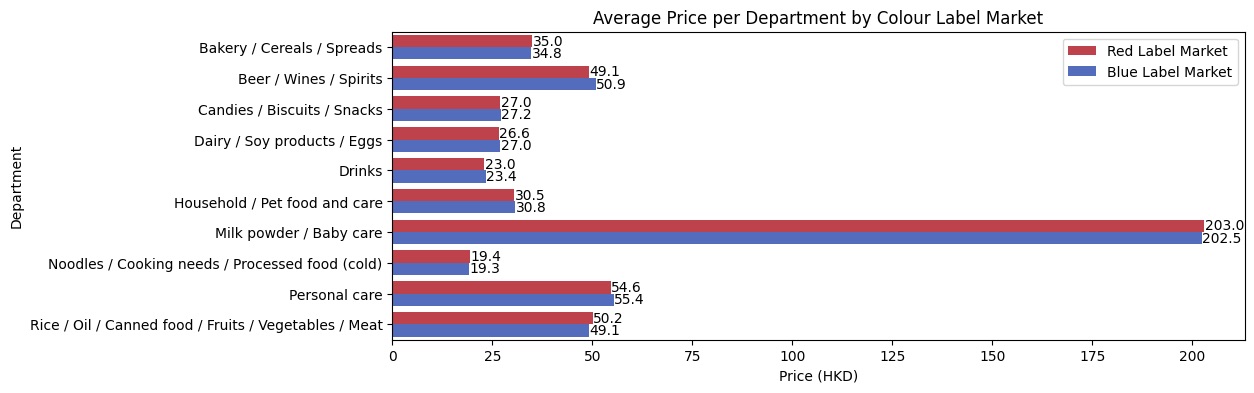 Average Price per Department by Colour Label Market
Red Label Market
Blue Label Market
Department
Bakery / Cereals / Spreads
35.0
34.8
Beer / Wines / Spirits
49.1
50.9
Candies / Biscuits / Snacks
27.0
27.2
Dairy / Soy products / Eggs
26.6
27.0
Drinks
23.0
23.4
Household / Pet food and care
30.5
30.8
Milk powder / Baby care
203.0
202.5
Noodles / Cooking needs / Processed food (cold)
19.4
19.3
Personal care
54.6
55.4
Rice / Oil / Canned food / Fruits / Vegetables / Meat
50.2
49.1
0 25 50 75 100 125 150 175 200
Price (HKD)